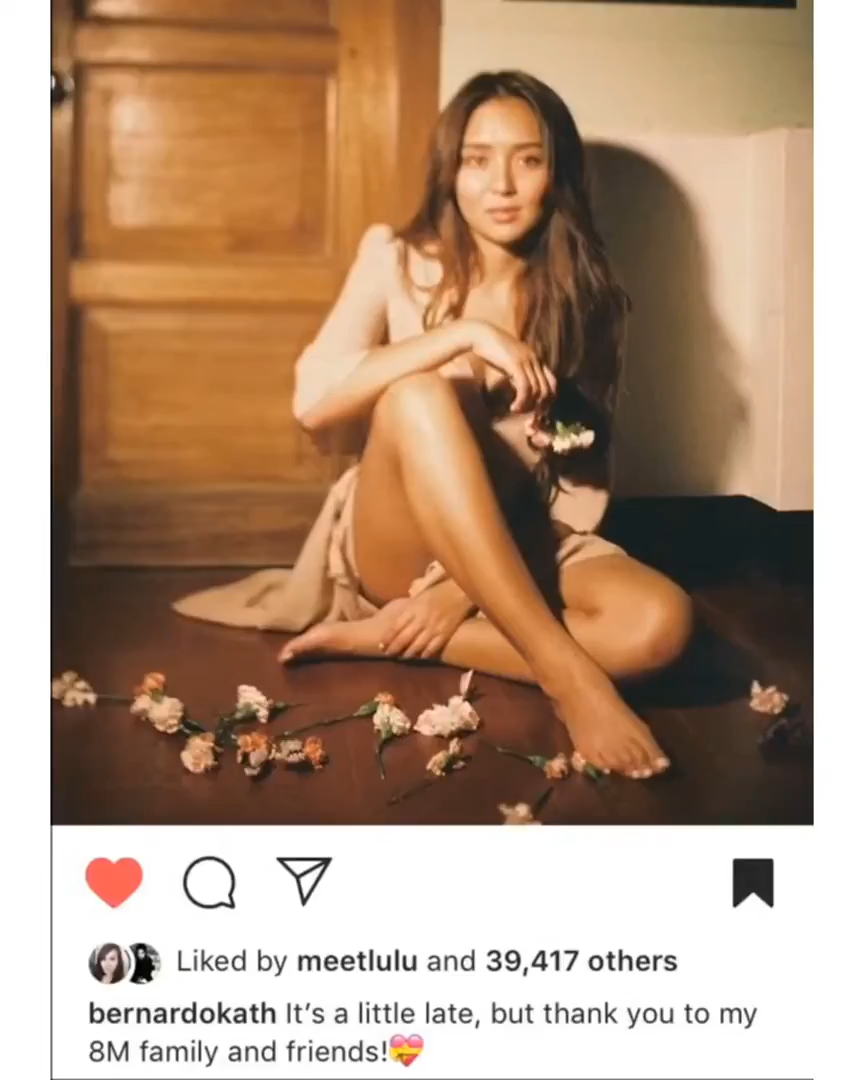 Liked by meetlulu and 39,417 others
bernardokath It’s a little late, but thank you to my
8M family and friends!💝